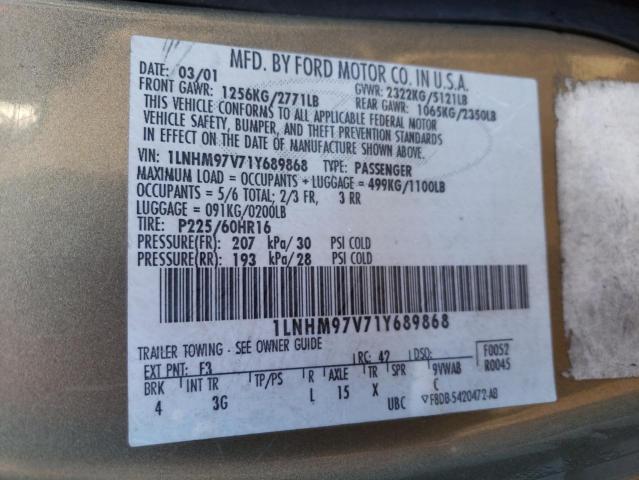 MFD. BY FORD MOTOR CO. IN U.S.A.
DATE: 03/01 GVWR: 2322KG/5121LB
FRONT GAWR: 1256KG/2771LB REAR GAWR: 1065KG/2350LB
THIS VEHICLE CONFORMS TO ALL APPLICABLE FEDERAL MOTOR
VEHICLE SAFETY, BUMPER, AND THEFT PREVENTION STANDARDS
IN EFFECT ON THE DATE OF MANUFACTURE SHOWN ABOVE.
VIN: 1LNHM97V71Y689868 TYPE: PASSENGER
MAXIMUM LOAD = OCCUPANTS + LUGGAGE = 499KG/1100LB
OCCUPANTS = 5/6 TOTAL; 2/3 FR, 3 RR
LUGGAGE = 091KG/0200LB
TIRE: P225/60HR16
PRESSURE(FR): 207 kPa/30 PSI COLD
PRESSURE(RR): 193 kPa/28 PSI COLD
1LNHM97V71Y689868
TRAILER TOWING - SEE OWNER GUIDE
EXT PNT: F3 RC: 42 DSO: F0052
BRK INT TR TP/PS R AXLE TR SPR 9VWAB R0045
4 3G L 15 X C
UBC ▽F8DB-5420472-AB